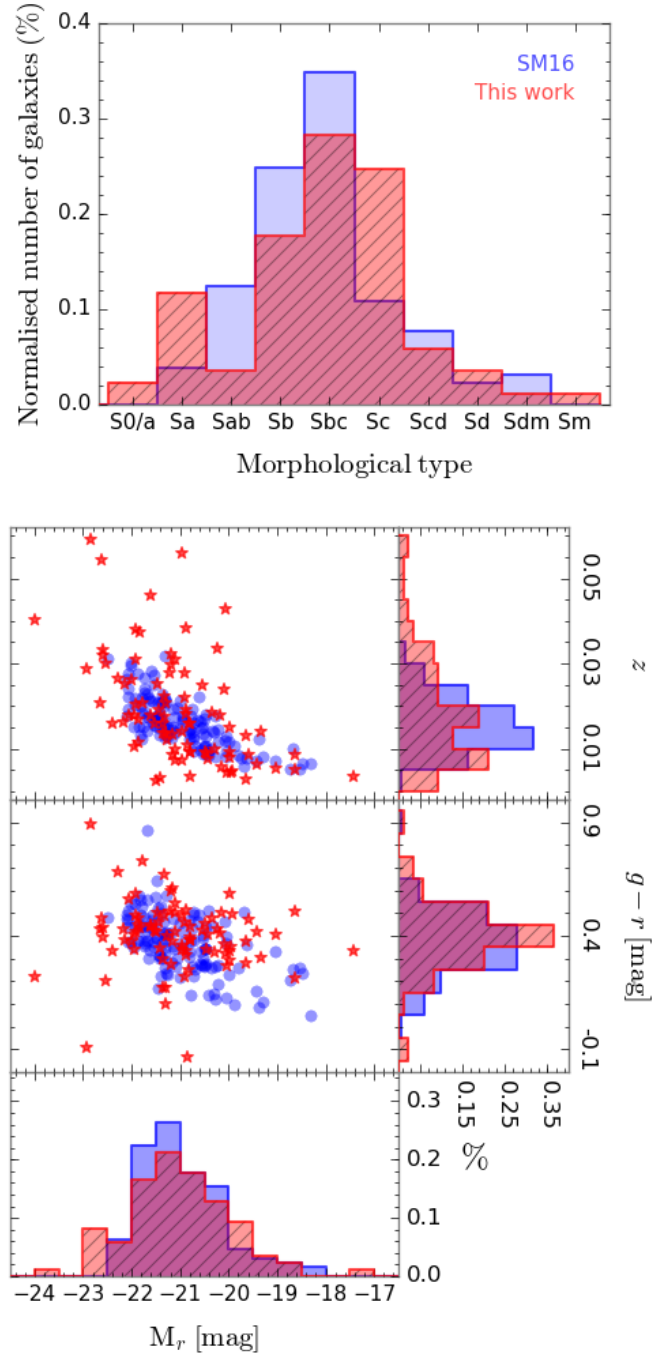 0.4
0.3
0.2
0.1
0.0
Normalised number of galaxies (%)
SM16
This work
S0/a Sa Sab Sb Sbc Sc Scd Sd Sdm Sm
Morphological type
0.05
0.03
0.01
z
0.9
0.4
-0.1
g − r [mag]
0.15 0.25 0.35
%
0.3
0.2
0.1
0.0
−24 −23 −22 −21 −20 −19 −18 −17
Mr [mag]